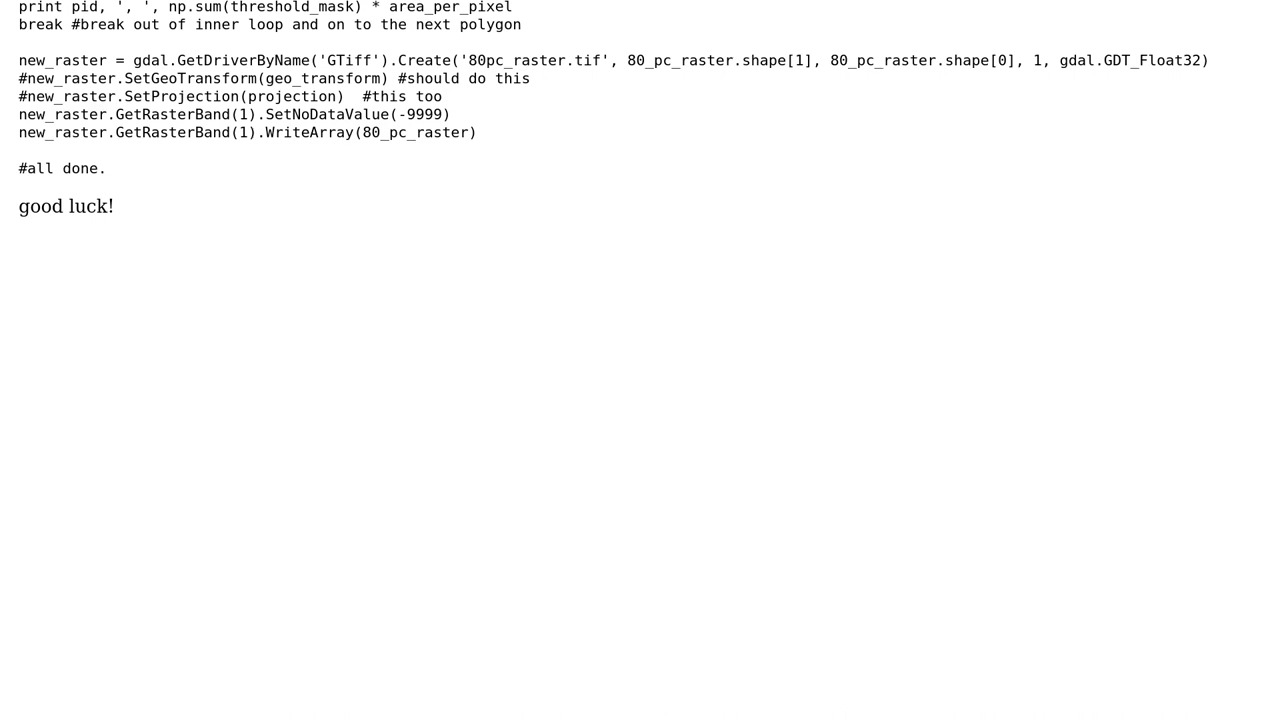 print pid, ', ', np.sum(threshold_mask) * area_per_pixel
break #break out of inner loop and on to the next polygon
new_raster = gdal.GetDriverByName('GTiff').Create('80pc_raster.tif', 80_pc_raster.shape[1], 80_pc_raster.shape[0], 1, gdal.GDT_Float32)
#new_raster.SetGeoTransform(geo_transform) #should do this
#new_raster.SetProjection(projection)  #this too
new_raster.GetRasterBand(1).SetNoDataValue(-9999)
new_raster.GetRasterBand(1).WriteArray(80_pc_raster)
#all done.
good luck!